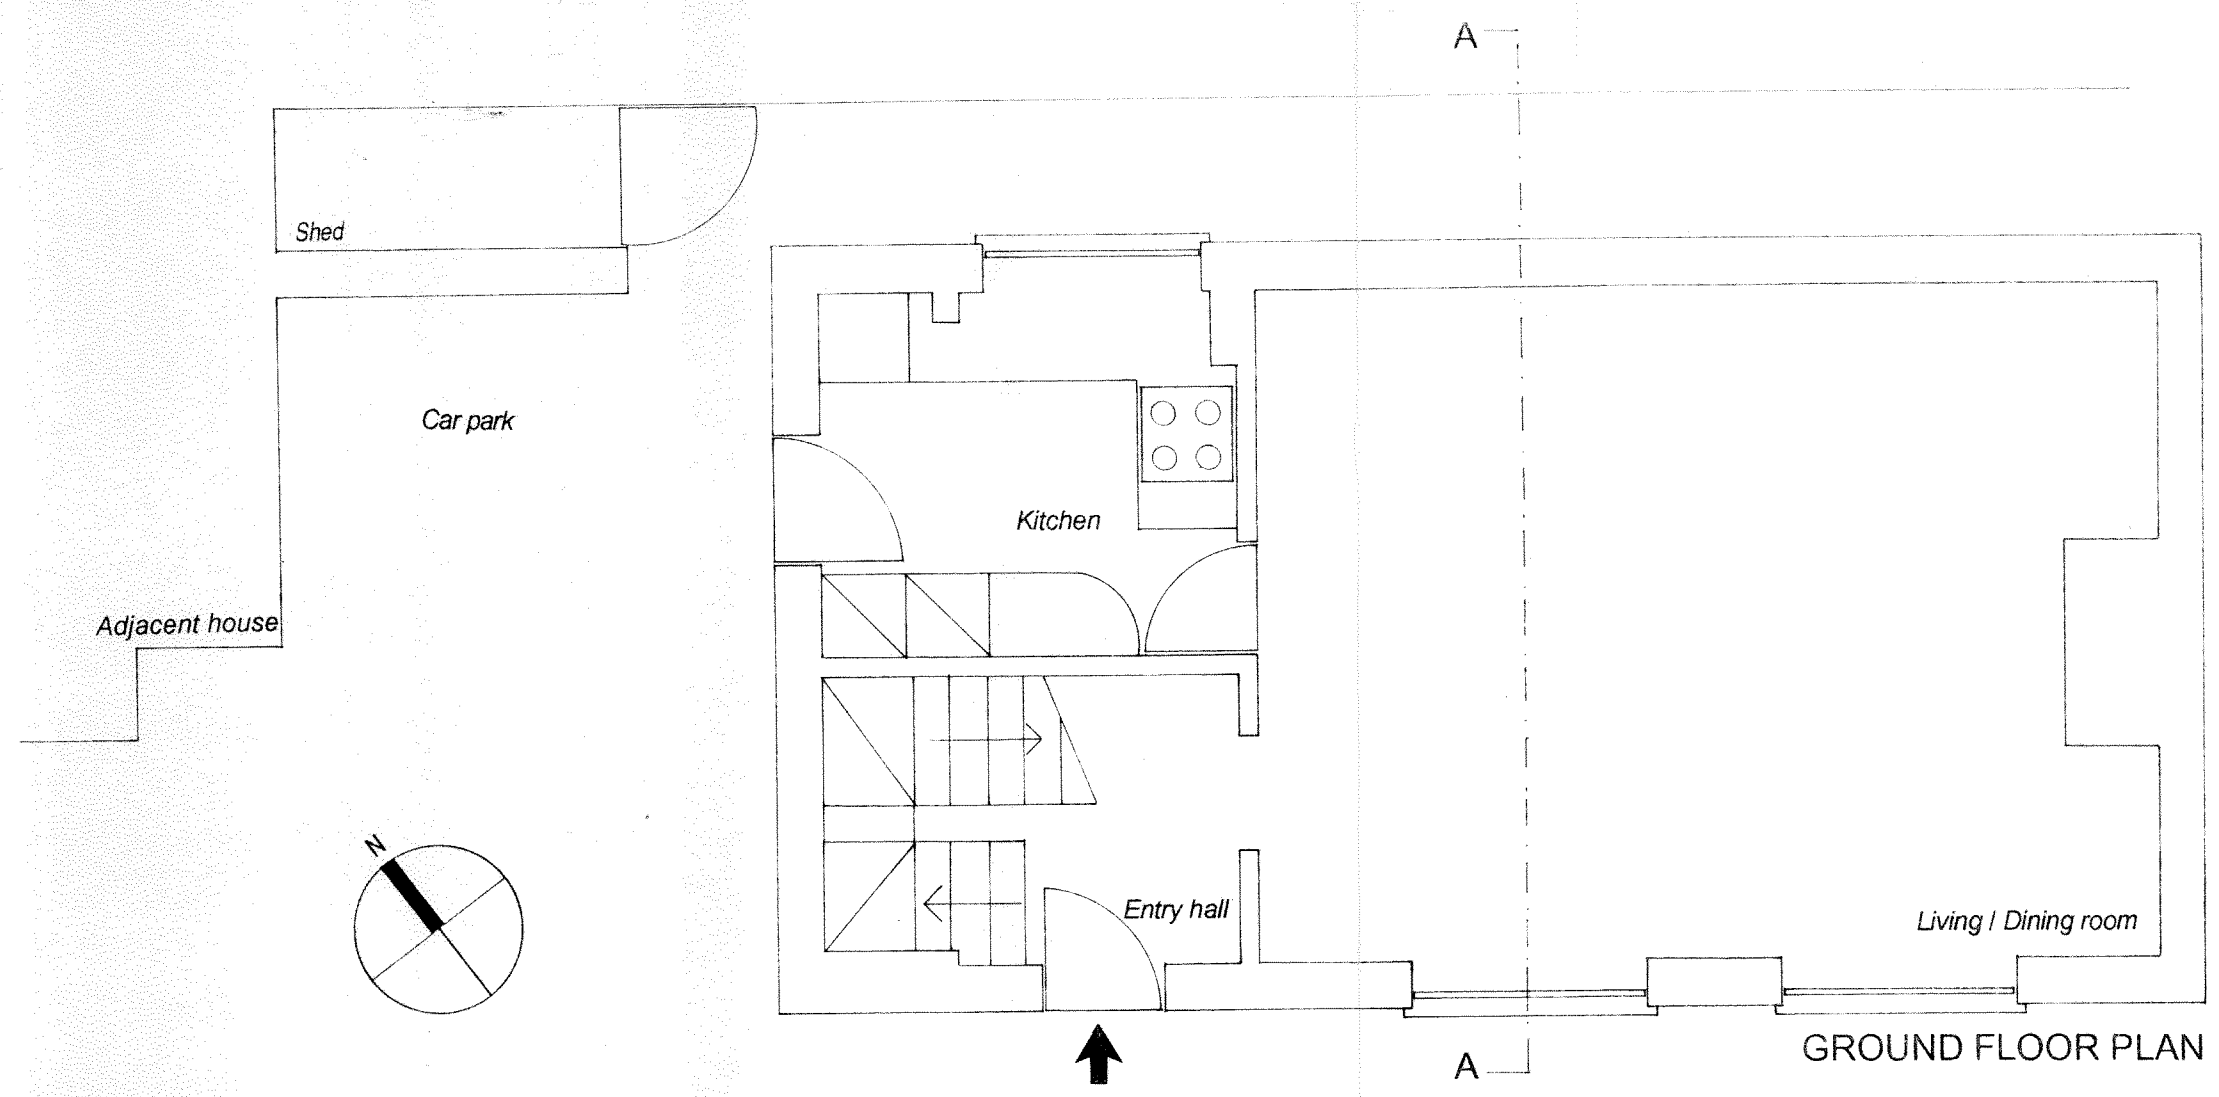 A
Shed
Car park
Kitchen
Adjacent house
N
Entry hall
Living / Dining room
GROUND FLOOR PLAN
A